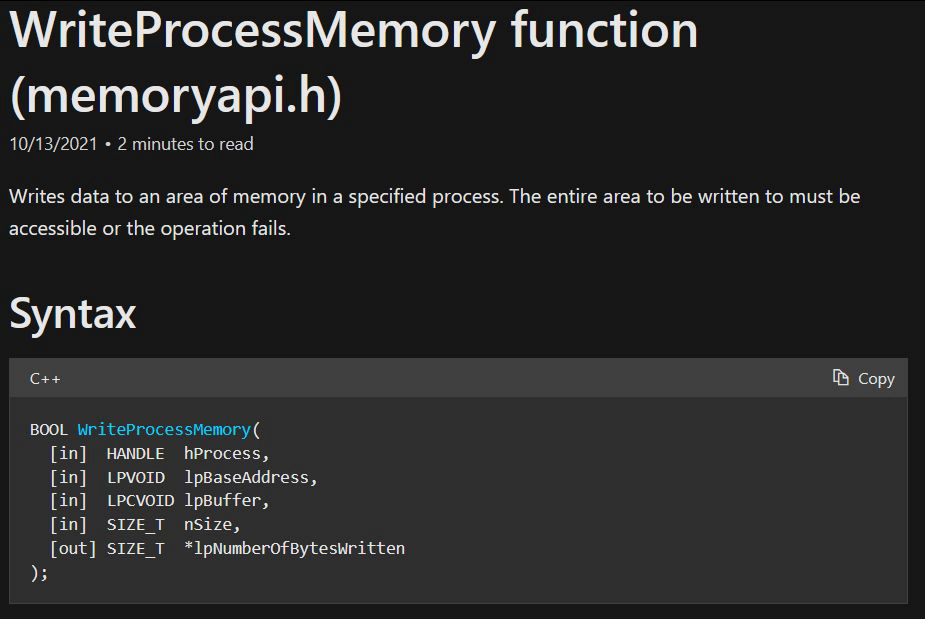 WriteProcessMemory function
(memoryapi.h)
10/13/2021 • 2 minutes to read
Writes data to an area of memory in a specified process. The entire area to be written to must be
accessible or the operation fails.
Syntax
C++ Copy
BOOL WriteProcessMemory(
  [in]  HANDLE  hProcess,
  [in]  LPVOID  lpBaseAddress,
  [in]  LPCVOID lpBuffer,
  [in]  SIZE_T  nSize,
  [out] SIZE_T  *lpNumberOfBytesWritten
);